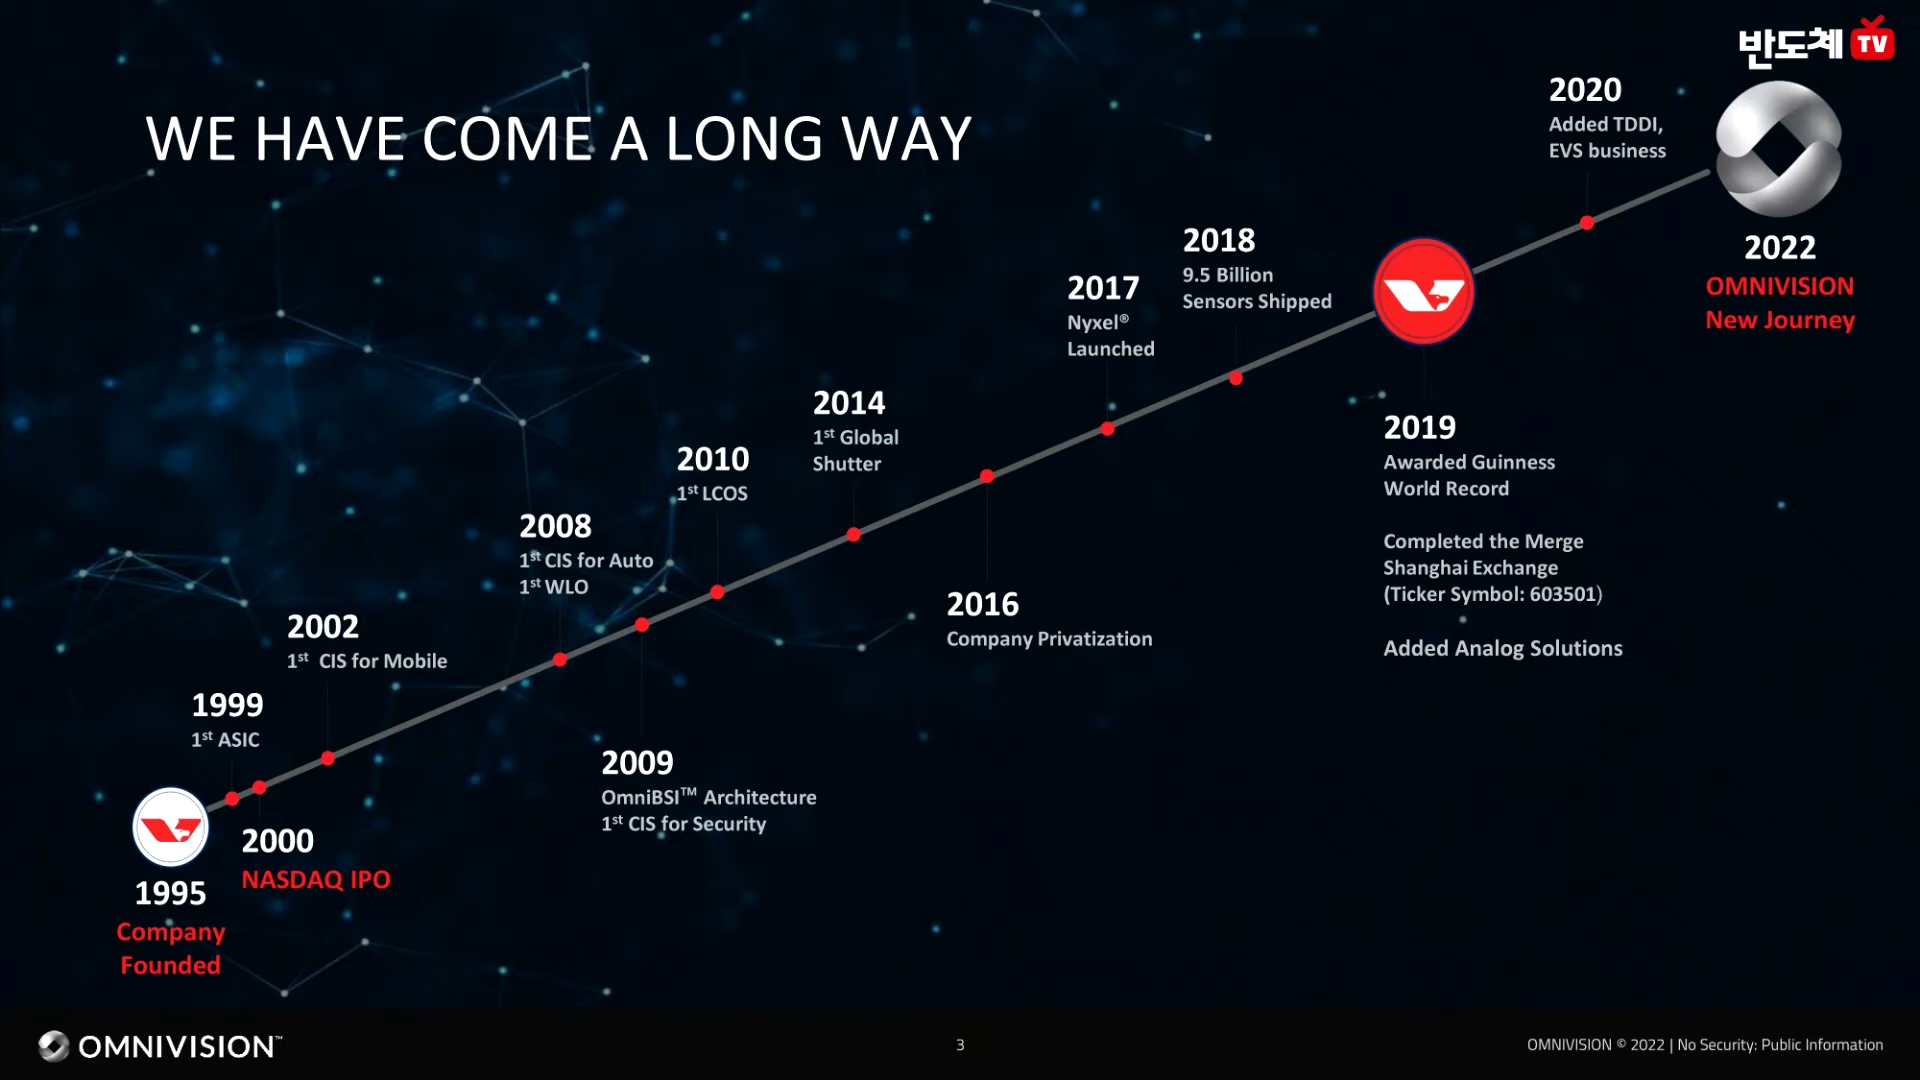 반도체 TV
WE HAVE COME A LONG WAY
1995
Company
Founded
1999
1st ASIC
2000
NASDAQ IPO
2002
1st CIS for Mobile
2008
1st CIS for Auto
1st WLO
2009
OmniBSI™ Architecture
1st CIS for Security
2010
1st LCOS
2014
1st Global
Shutter
2016
Company Privatization
2017
Nyxel®
Launched
2018
9.5 Billion
Sensors Shipped
2019
Awarded Guinness
World Record
Completed the Merge
Shanghai Exchange
(Ticker Symbol: 603501)
Added Analog Solutions
2020
Added TDDI,
EVS business
2022
OMNIVISION
New Journey
OMNIVISION™
3
OMNIVISION © 2022 | No Security: Public Information